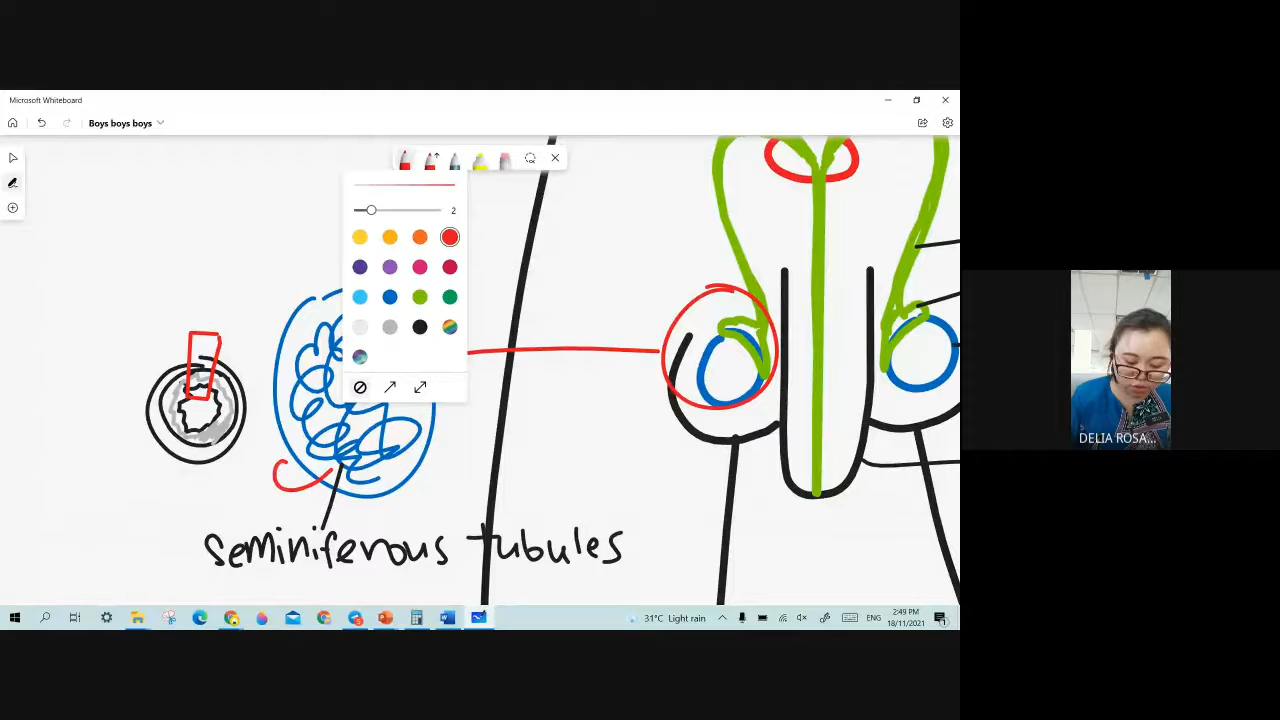 Microsoft Whiteboard
Boys boys boys
2
seminiferous tubules
DELIA ROSA...
31°C Light rain
ENG
2:49 PM
18/11/2021
1